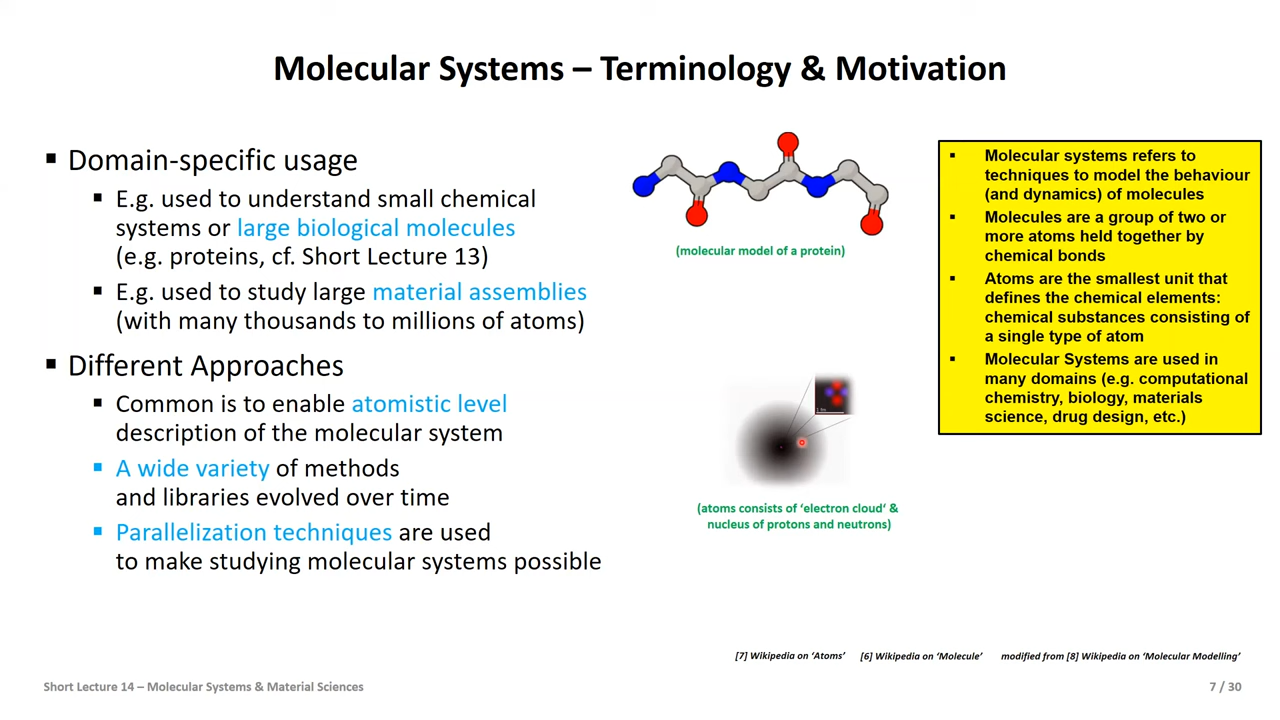 Molecular Systems – Terminology & Motivation
▪ Domain-specific usage
▪ E.g. used to understand small chemical
systems or large biological molecules
(e.g. proteins, cf. Short Lecture 13)
▪ E.g. used to study large material assemblies
(with many thousands to millions of atoms)
▪ Different Approaches
▪ Common is to enable atomistic level
description of the molecular system
▪ A wide variety of methods
and libraries evolved over time
▪ Parallelization techniques are used
to make studying molecular systems possible
(molecular model of a protein)
(atoms consists of ‘electron cloud‘ &
nucleus of protons and neutrons)
▪ Molecular systems refers to
techniques to model the behaviour
(and dynamics) of molecules
▪ Molecules are a group of two or
more atoms held together by
chemical bonds
▪ Atoms are the smallest unit that
defines the chemical elements:
chemical substances consisting of
a single type of atom
▪ Molecular Systems are used in
many domains (e.g. computational
chemistry, biology, materials
science, drug design, etc.)
[7] Wikipedia on ‘Atoms’ [6] Wikipedia on ‘Molecule’ modified from [8] Wikipedia on ‘Molecular Modelling’
Short Lecture 14 – Molecular Systems & Material Sciences
7 / 30